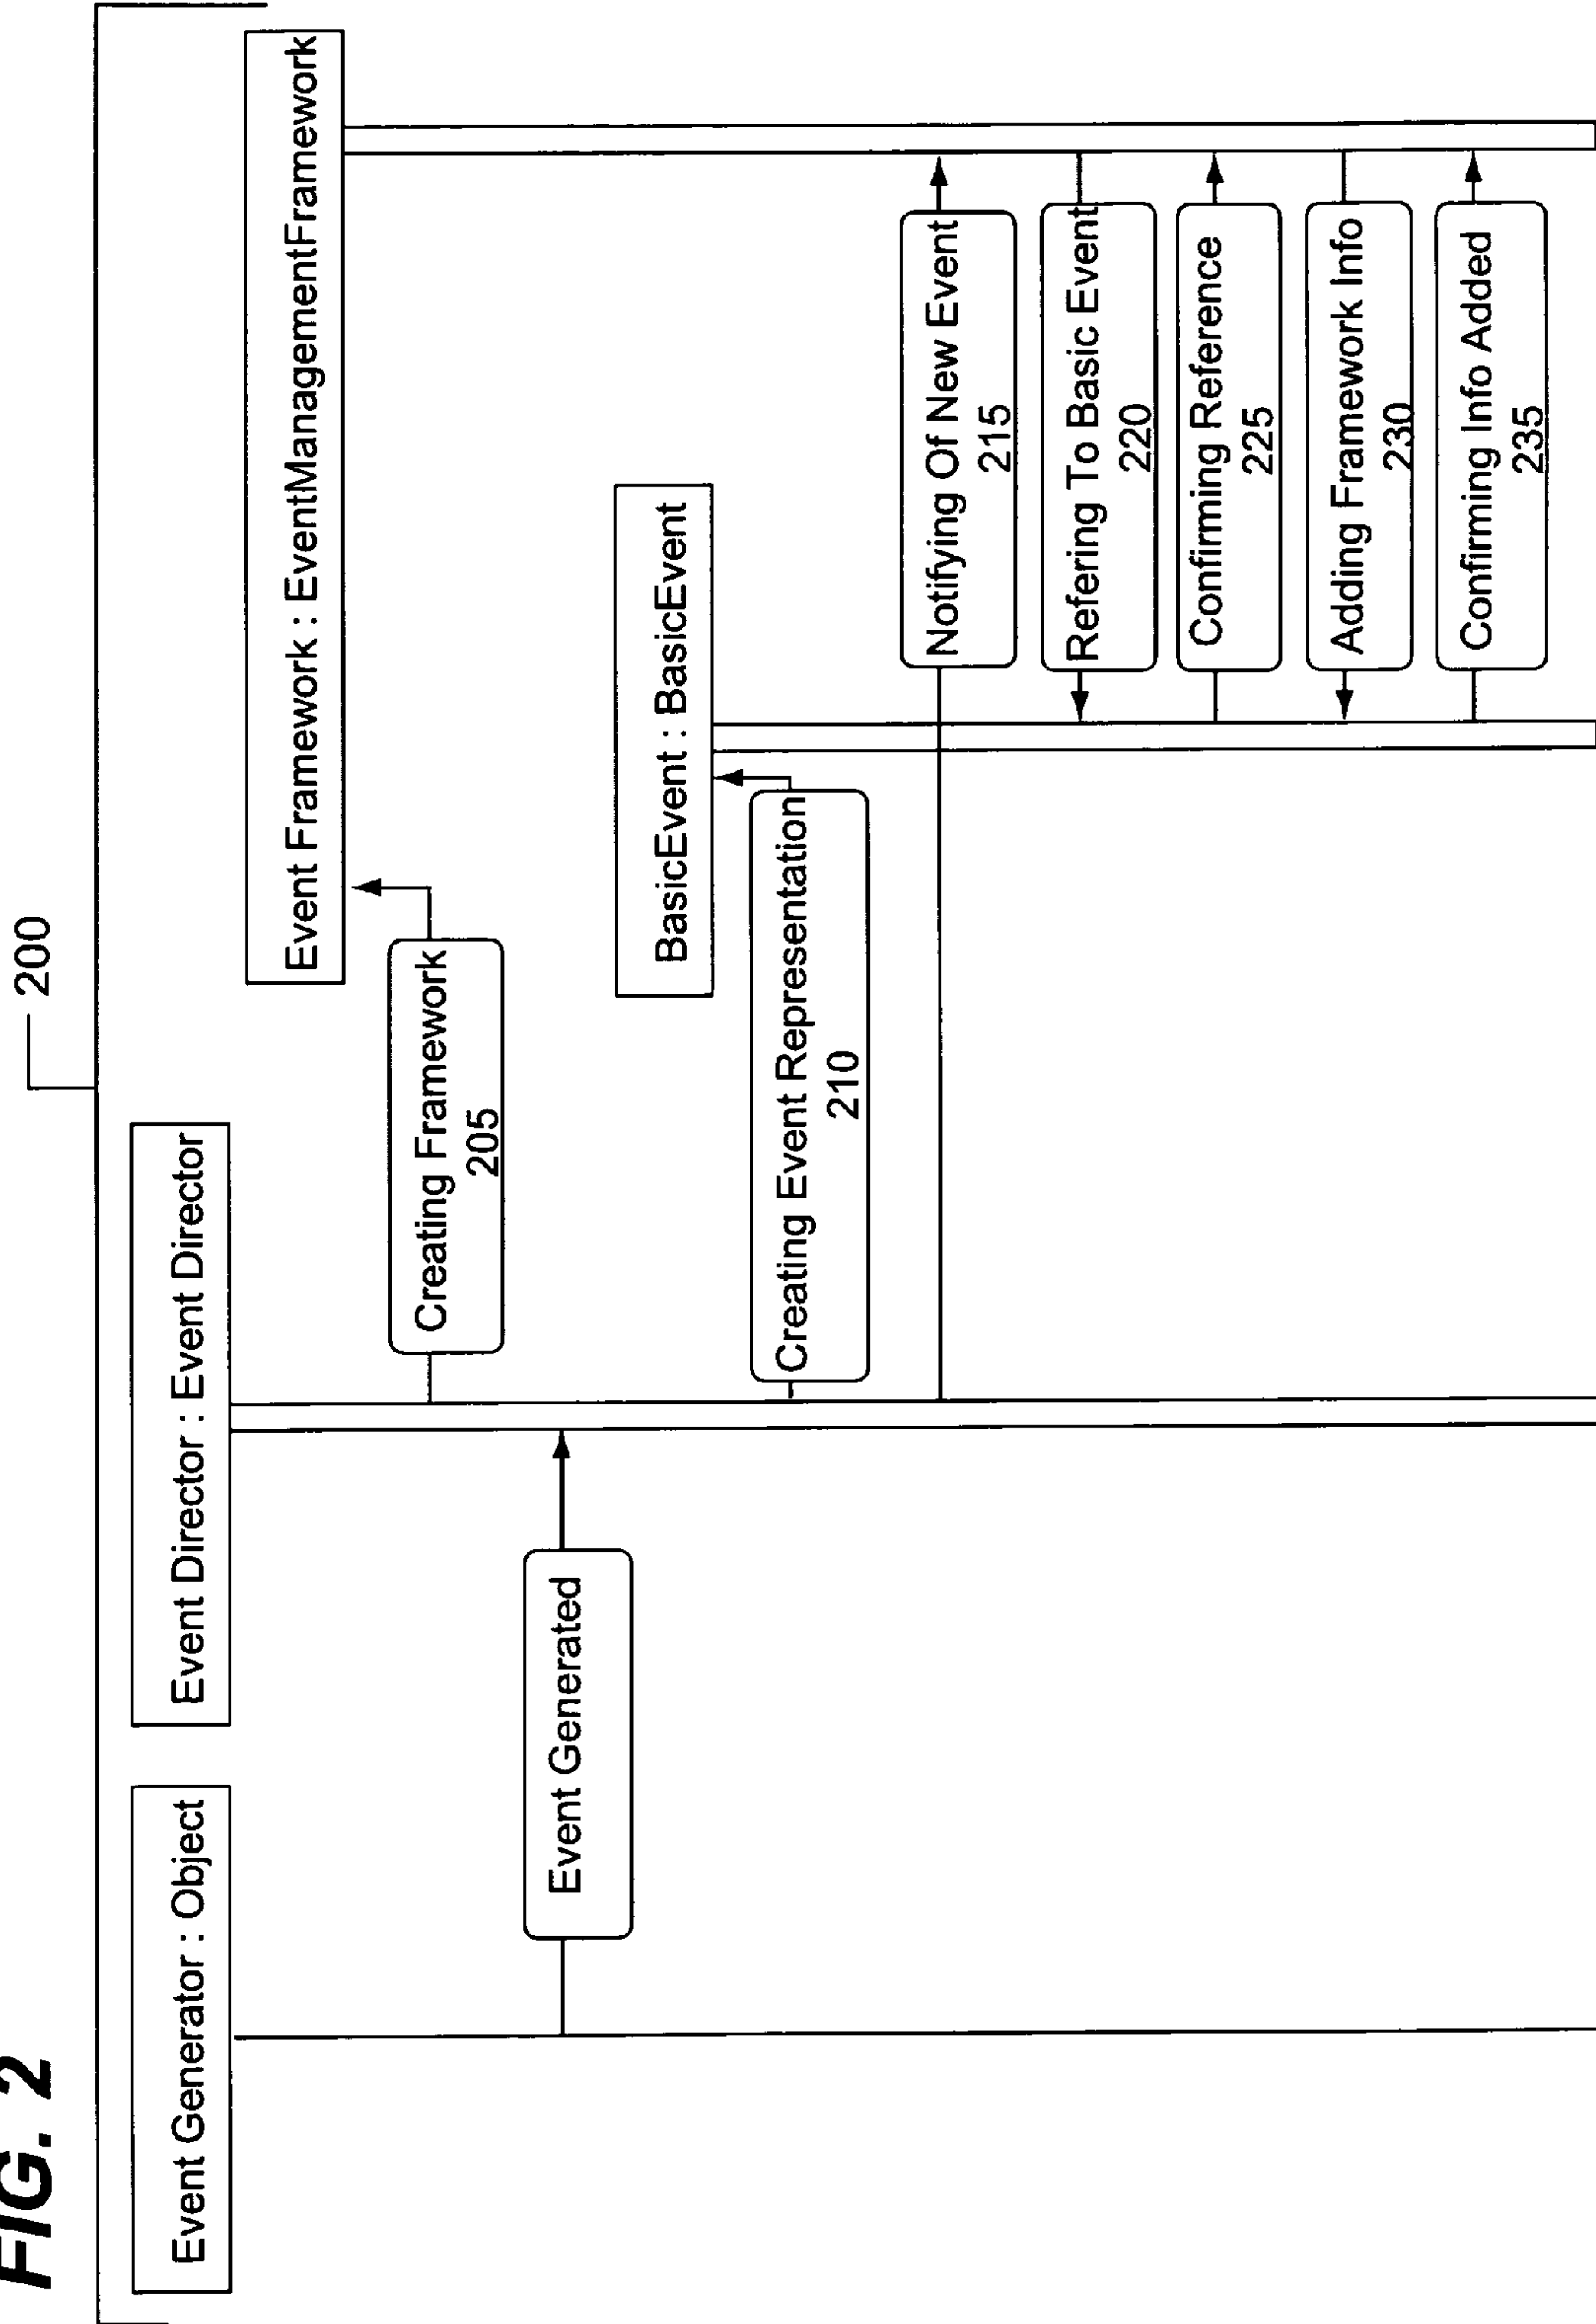 FIG. 2
200
Event Generator : Object
Event Director : Event Director
Event Framework : EventManagementFramework
Creating Framework
205
Event Generated
BasicEvent : BasicEvent
Creating Event Representation
210
Notifying Of New Event
215
Refering To Basic Event
220
Confirming Reference
225
Adding Framework Info
230
Confirming Info Added
235